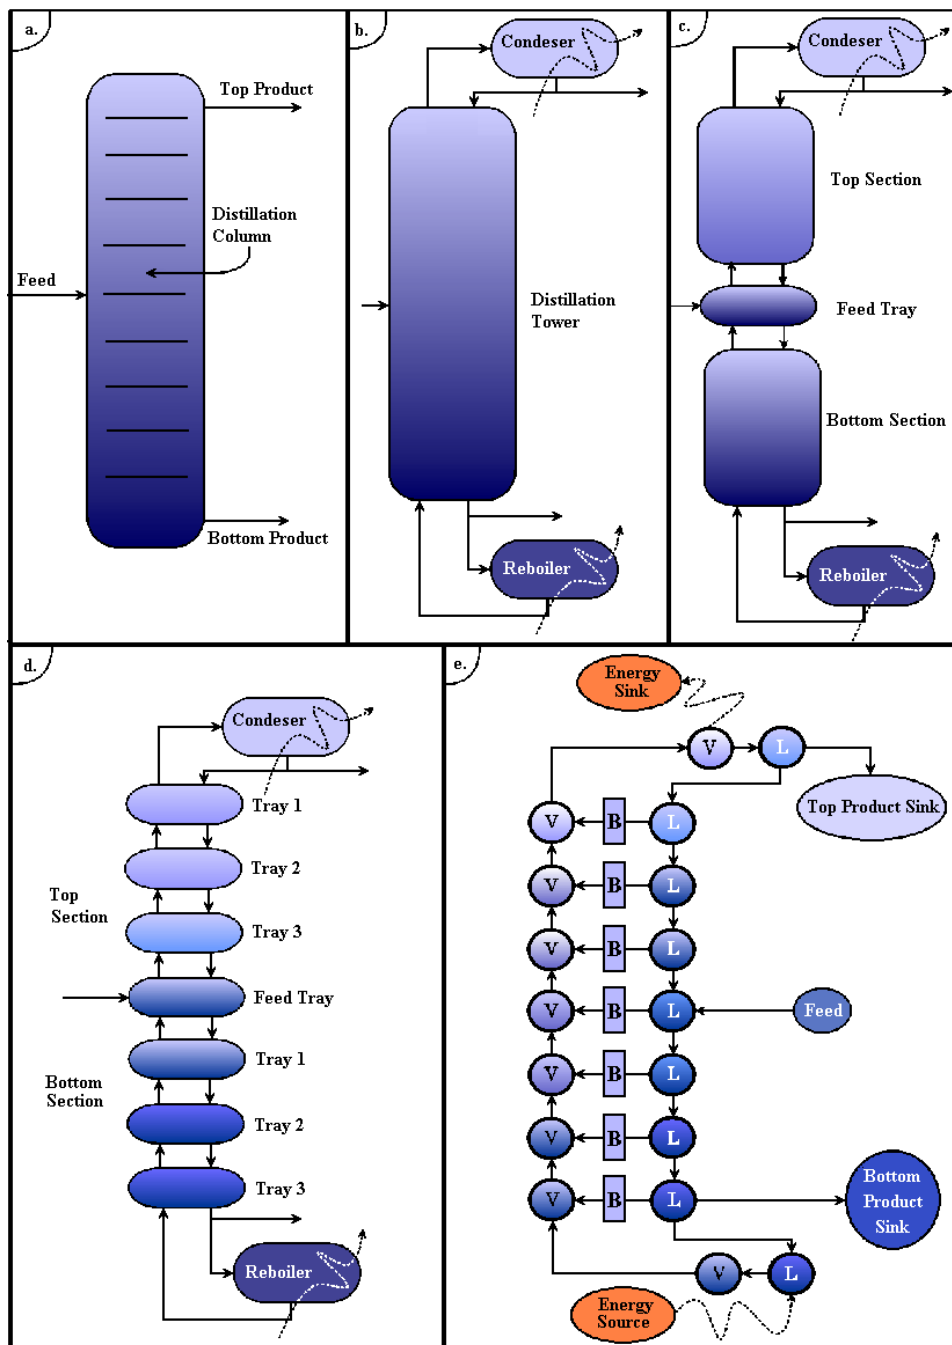 a.
Top Product
Distillation
Column
Feed
Bottom Product
b.
Condeser
Distillation
Tower
Reboiler
c.
Condeser
Top Section
Feed Tray
Bottom Section
Reboiler
d.
Condeser
Tray 1
Tray 2
Top
Section
Tray 3
Feed Tray
Tray 1
Bottom
Section
Tray 2
Tray 3
Reboiler
e.
Energy
Sink
V
L
Top Product Sink
V B L
V B L
V B L
V B L
Feed
V B L
V B L
V B L
Bottom
Product
Sink
V
L
Energy
Source